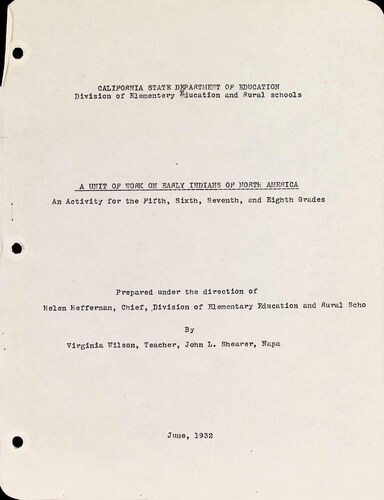 CALIFORNIA STATE DEPARTMENT OF EDUCATION
Division of Elementery Education and Rural schools
A UNIT OF WORK ON EARLY INDIANS OF NORTH AMERICA
An Activity for the Fifth, Sixth, Seventh, and Eighth Grades
Prepared under the direction of
Helen Heffernan, Chief, Division of Elementary Education and Rural Scho
By
Virginia Wilson, Teacher, John L. Shearer, Napa
June, 1932